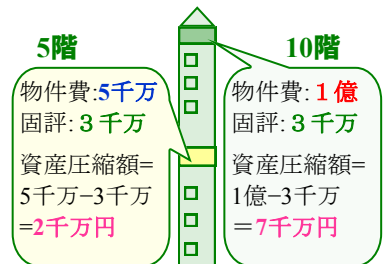 5階
物件費:5千万
固評:３千万
資産圧縮額=
5千万−3千万
=2千万円
10階
物件費:１億
固評:３千万
資産圧縮額=
1億−3千万
＝7千万円